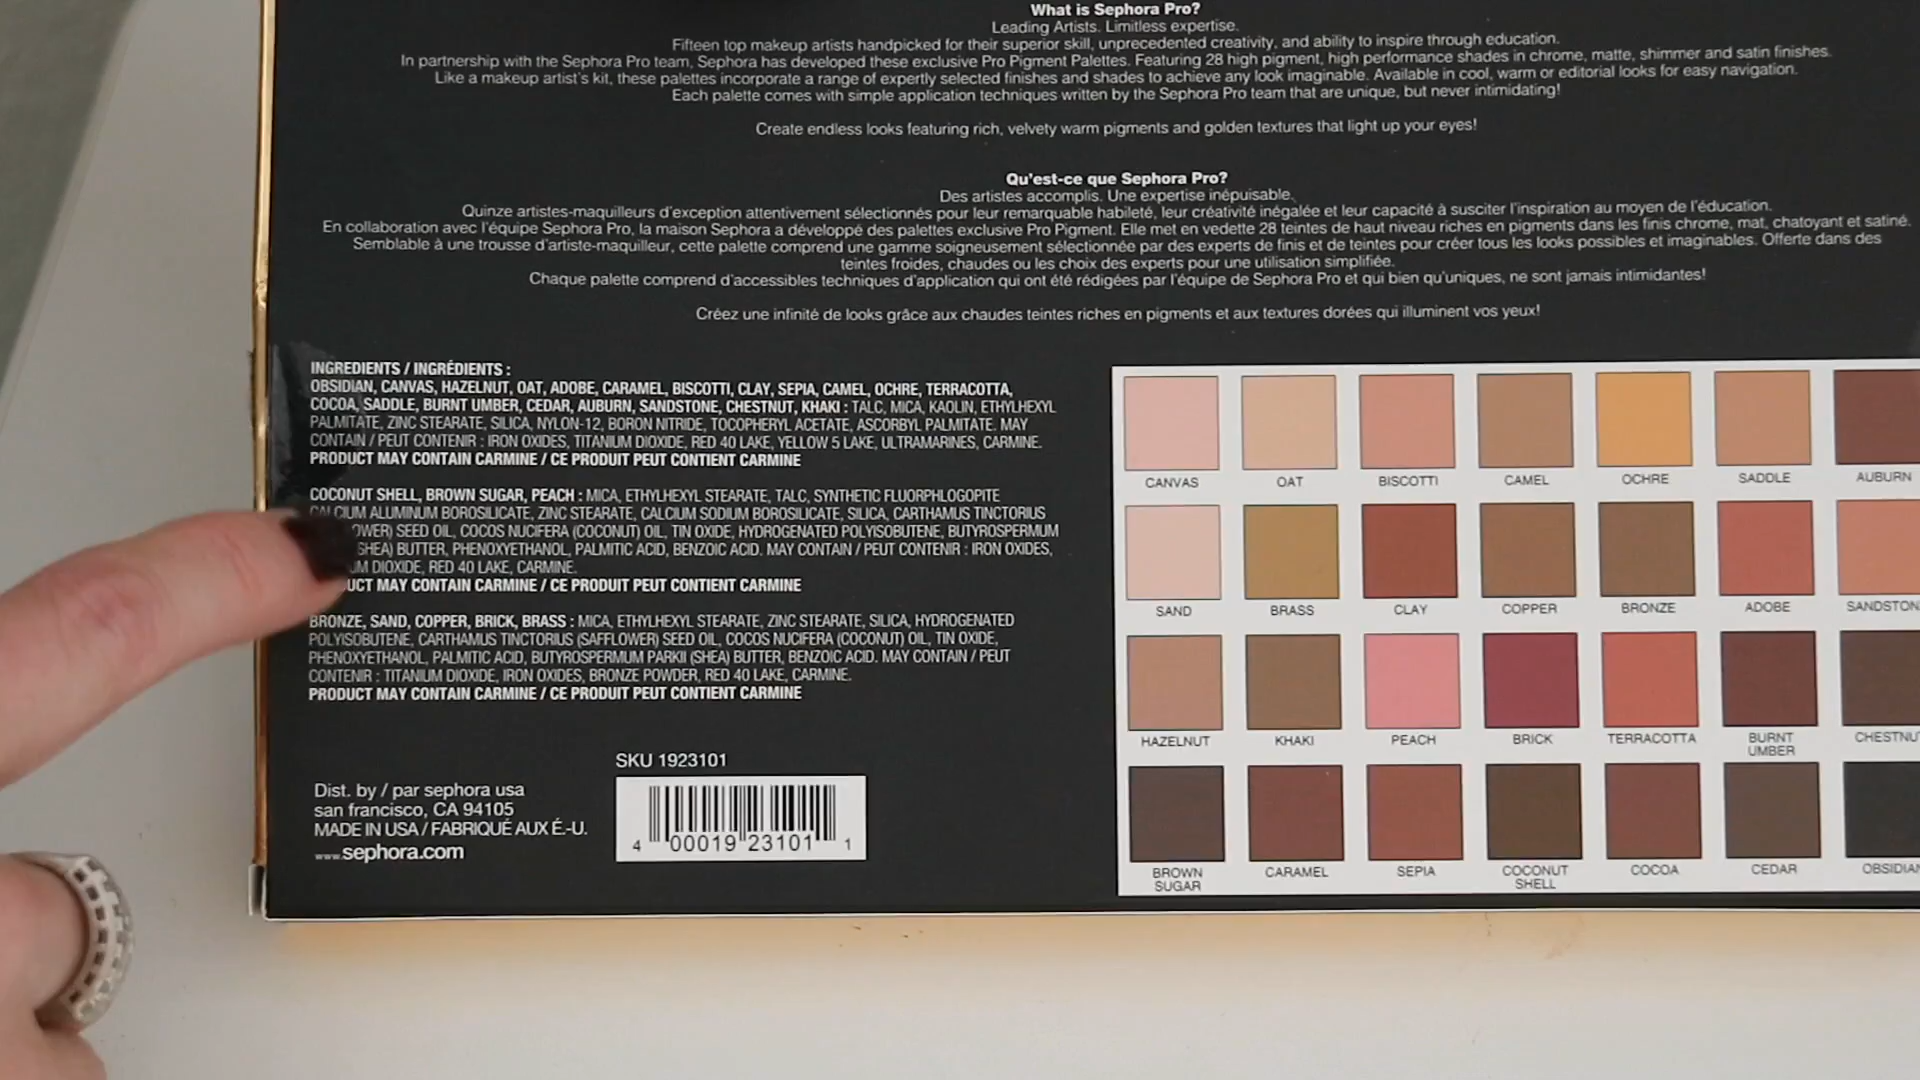 What is Sephora Pro?
Leading Artists. Limitless expertise.
Fifteen top makeup artists handpicked for their superior skill, unprecedented creativity, and ability to inspire through education.
In partnership with the Sephora Pro team, Sephora has developed these exclusive Pro Pigment Palettes. Featuring 28 high pigment, high performance shades in chrome, matte, shimmer and satin finishes.
Like a makeup artist's kit, these palettes incorporate a range of expertly selected finishes and shades to achieve any look imaginable. Available in cool, warm or editorial looks for easy navigation.
Each palette comes with simple application techniques written by the Sephora Pro team that are unique, but never intimidating!
Create endless looks featuring rich, velvety warm pigments and golden textures that light up your eyes!
Qu'est-ce que Sephora Pro?
Des artistes accomplis. Une expertise inépuisable.
Quinze artistes-maquilleurs d'exception attentivement sélectionnés pour leur remarquable habileté, leur créativité inégalée et leur capacité à susciter l'inspiration au moyen de l'éducation.
En collaboration avec l'équipe Sephora Pro, la maison Sephora a développé des palettes exclusive Pro Pigment. Elle met en vedette 28 teintes de haut niveau riches en pigments dans les finis chrome, mat, chatoyant et satiné.
Semblable à une trousse d'artiste-maquilleur, cette palette comprend une gamme soigneusement sélectionnée par des experts de finis et de teintes pour créer tous les looks possibles et imaginables. Offerte dans des
teintes froides, chaudes ou les choix des experts pour une utilisation simplifiée.
Chaque palette comprend d'accessibles techniques d'application qui ont été rédigées par l'équipe de Sephora Pro et qui bien qu'uniques, ne sont jamais intimidantes!
Créez une infinité de looks grâce aux chaudes teintes riches en pigments et aux textures dorées qui illuminent vos yeux!
INGREDIENTS / INGRÉDIENTS :
OBSIDIAN, CANVAS, HAZELNUT, OAT, ADOBE, CARAMEL, BISCOTTI, CLAY, SEPIA, CAMEL, OCHRE, TERRACOTTA,
COCOA, SADDLE, BURNT UMBER, CEDAR, AUBURN, SANDSTONE, CHESTNUT, KHAKI : TALC, MICA, KAOLIN, ETHYLHEXYL
PALMITATE, ZINC STEARATE, SILICA, NYLON-12, BORON NITRIDE, TOCOPHERYL ACETATE, ASCORBYL PALMITATE. MAY
CONTAIN / PEUT CONTENIR : IRON OXIDES, TITANIUM DIOXIDE, RED 40 LAKE, YELLOW 5 LAKE, ULTRAMARINES, CARMINE.
PRODUCT MAY CONTAIN CARMINE / CE PRODUIT PEUT CONTIENT CARMINE
COCONUT SHELL, BROWN SUGAR, PEACH : MICA, ETHYLHEXYL STEARATE, TALC, SYNTHETIC FLUORPHLOGOPITE
CALCIUM ALUMINUM BOROSILICATE, ZINC STEARATE, CALCIUM SODIUM BOROSILICATE, SILICA, CARTHAMUS TINCTORIUS
OWER) SEED OIL, COCOS NUCIFERA (COCONUT) OIL, TIN OXIDE, HYDROGENATED POLYISOBUTENE, BUTYROSPERMUM
SHEA) BUTTER, PHENOXYETHANOL, PALMITIC ACID, BENZOIC ACID. MAY CONTAIN / PEUT CONTENIR : IRON OXIDES,
UM DIOXIDE, RED 40 LAKE, CARMINE.
UCT MAY CONTAIN CARMINE / CE PRODUIT PEUT CONTIENT CARMINE
BRONZE, SAND, COPPER, BRICK, BRASS : MICA, ETHYLHEXYL STEARATE, ZINC STEARATE, SILICA, HYDROGENATED
POLYISOBUTENE, CARTHAMUS TINCTORIUS (SAFFLOWER) SEED OIL, COCOS NUCIFERA (COCONUT) OIL, TIN OXIDE,
PHENOXYETHANOL, PALMITIC ACID, BUTYROSPERMUM PARKII (SHEA) BUTTER, BENZOIC ACID. MAY CONTAIN / PEUT
CONTENIR : TITANIUM DIOXIDE, IRON OXIDES, BRONZE POWDER, RED 40 LAKE, CARMINE.
PRODUCT MAY CONTAIN CARMINE / CE PRODUIT PEUT CONTIENT CARMINE
SKU 1923101
4 00019 23101 1
Dist. by / par sephora usa
san francisco, CA 94105
MADE IN USA / FABRIQUÉ AUX É.-U.
www.sephora.com
CANVAS OAT BISCOTTI CAMEL OCHRE SADDLE AUBURN
SAND BRASS CLAY COPPER BRONZE ADOBE SANDSTON
HAZELNUT KHAKI PEACH BRICK TERRACOTTA BURNT UMBER CHESTNU
BROWN SUGAR CARAMEL SEPIA COCONUT SHELL COCOA CEDAR OBSIDIAN